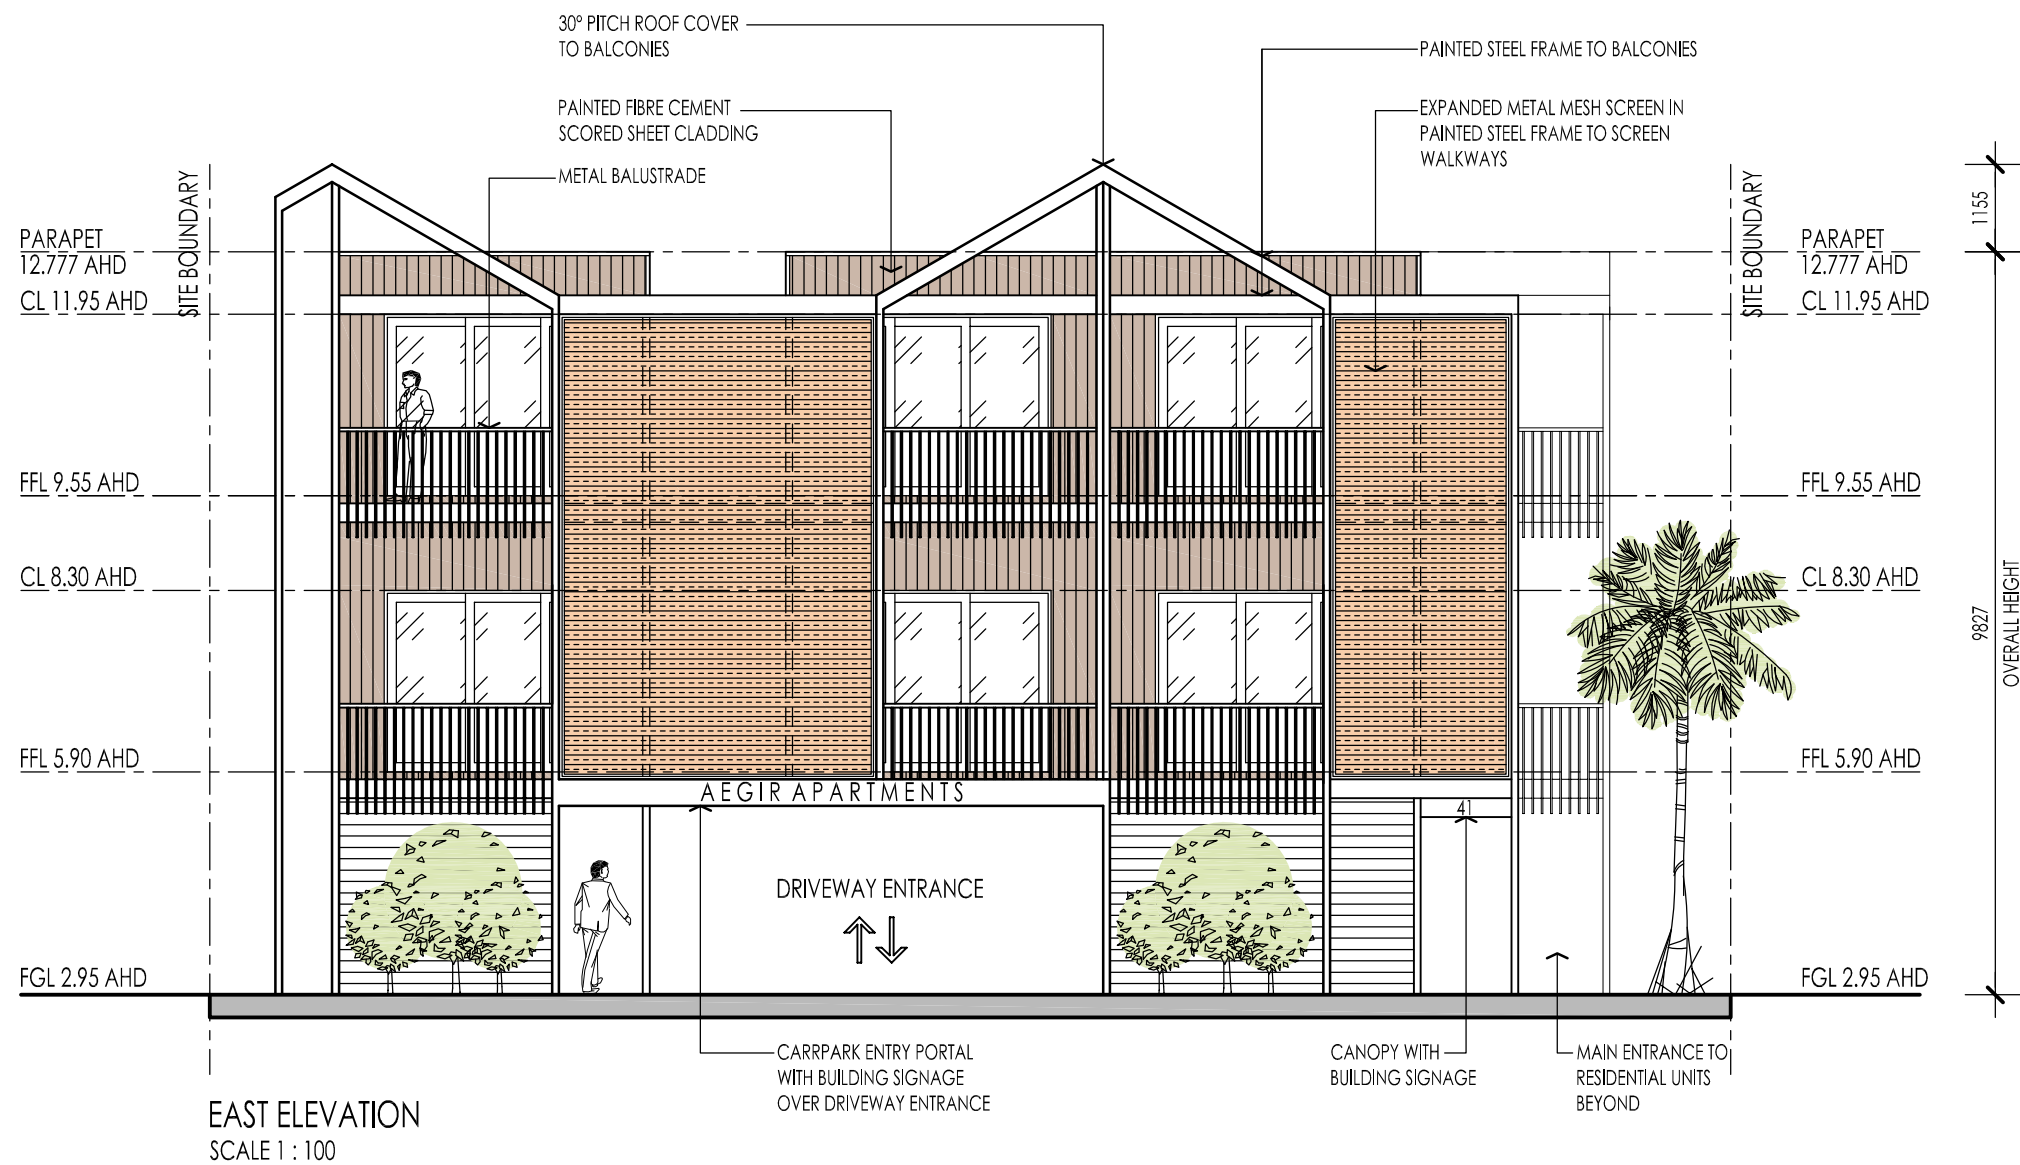 30° PITCH ROOF COVER
TO BALCONIES
PAINTED STEEL FRAME TO BALCONIES
PAINTED FIBRE CEMENT
SCORED SHEET CLADDING
EXPANDED METAL MESH SCREEN IN
PAINTED STEEL FRAME TO SCREEN
WALKWAYS
METAL BALUSTRADE
SITE BOUNDARY
SITE BOUNDARY
1155
PARAPET
12.777 AHD
CL 11.95 AHD
PARAPET
12.777 AHD
CL 11.95 AHD
FFL 9.55 AHD
FFL 9.55 AHD
CL 8.30 AHD
CL 8.30 AHD
9827
OVERALL HEIGHT
FFL 5.90 AHD
FFL 5.90 AHD
AEGIR APARTMENTS
41
DRIVEWAY ENTRANCE
FGL 2.95 AHD
FGL 2.95 AHD
CARRPARK ENTRY PORTAL
WITH BUILDING SIGNAGE
OVER DRIVEWAY ENTRANCE
CANOPY WITH
BUILDING SIGNAGE
MAIN ENTRANCE TO
RESIDENTIAL UNITS
BEYOND
EAST ELEVATION
SCALE 1 : 100